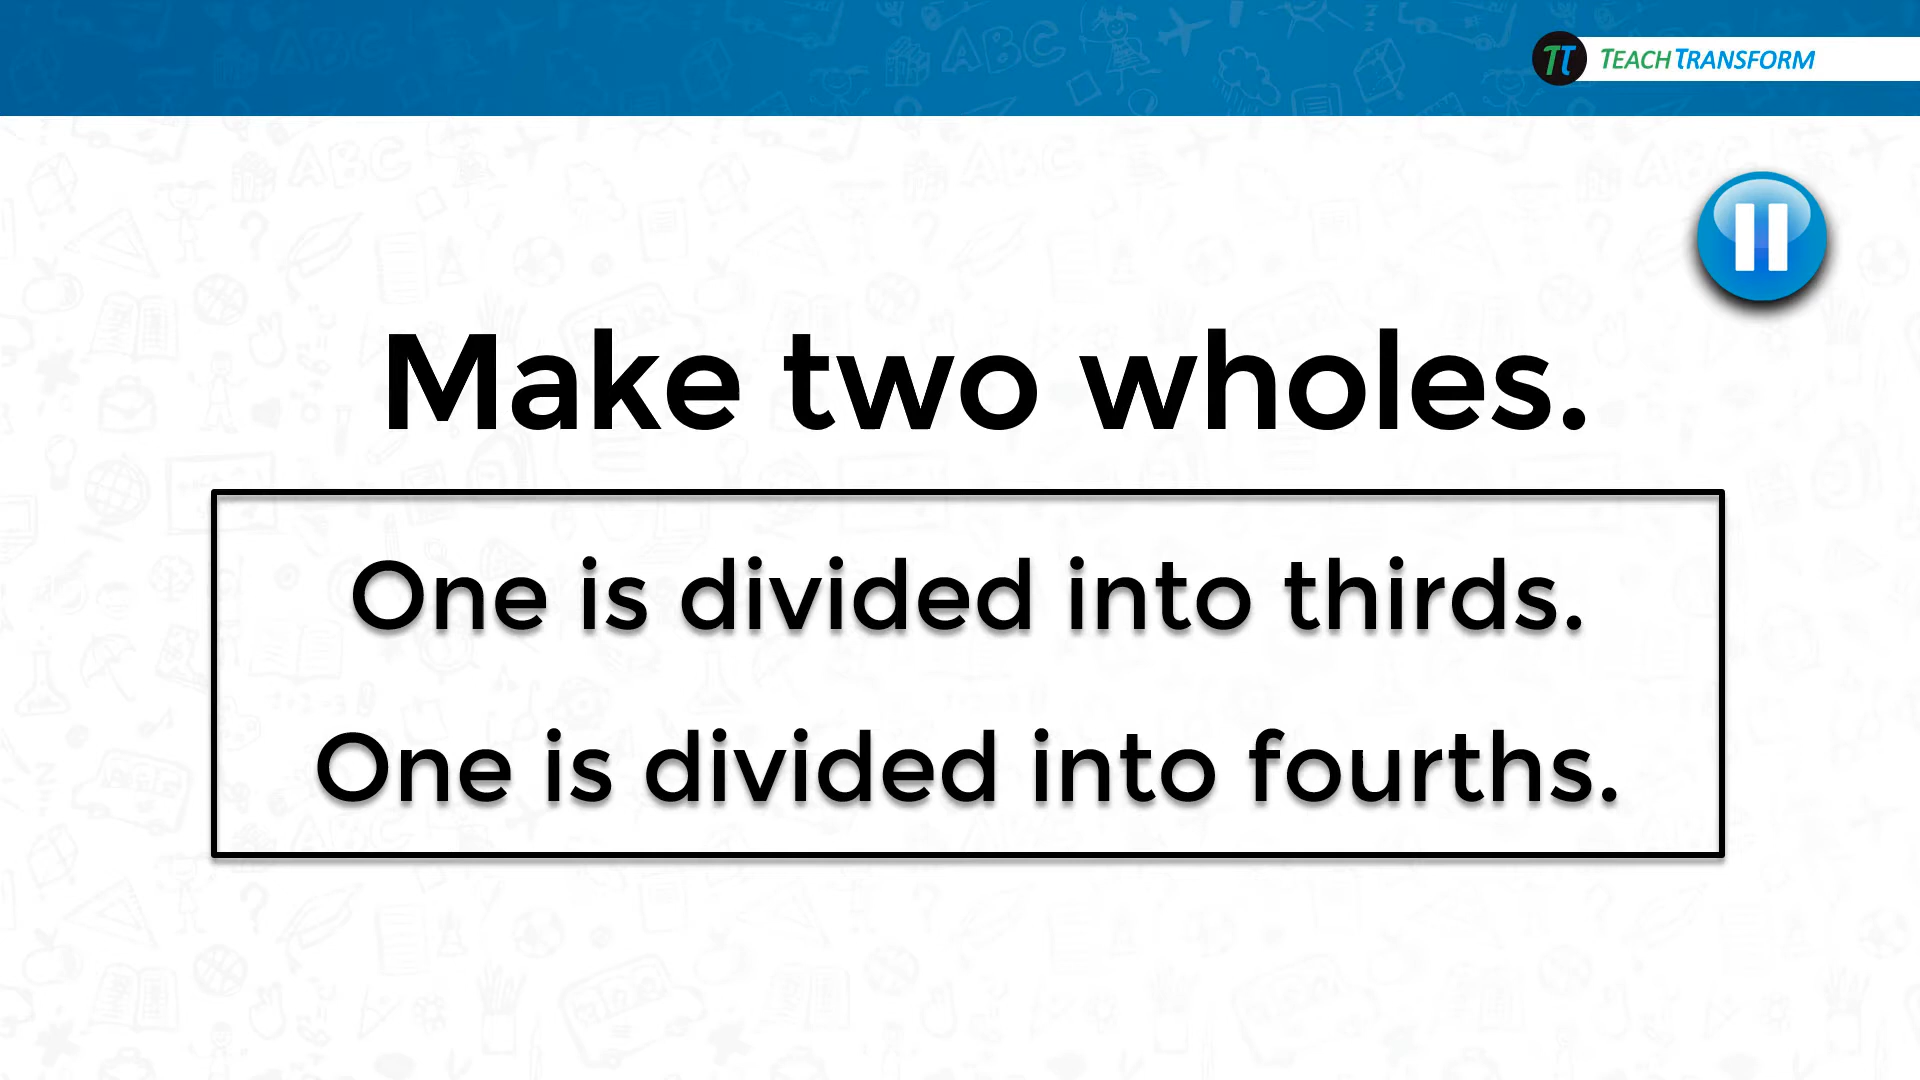 TEACH TRANSFORM
Make two wholes.
One is divided into thirds.
One is divided into fourths.